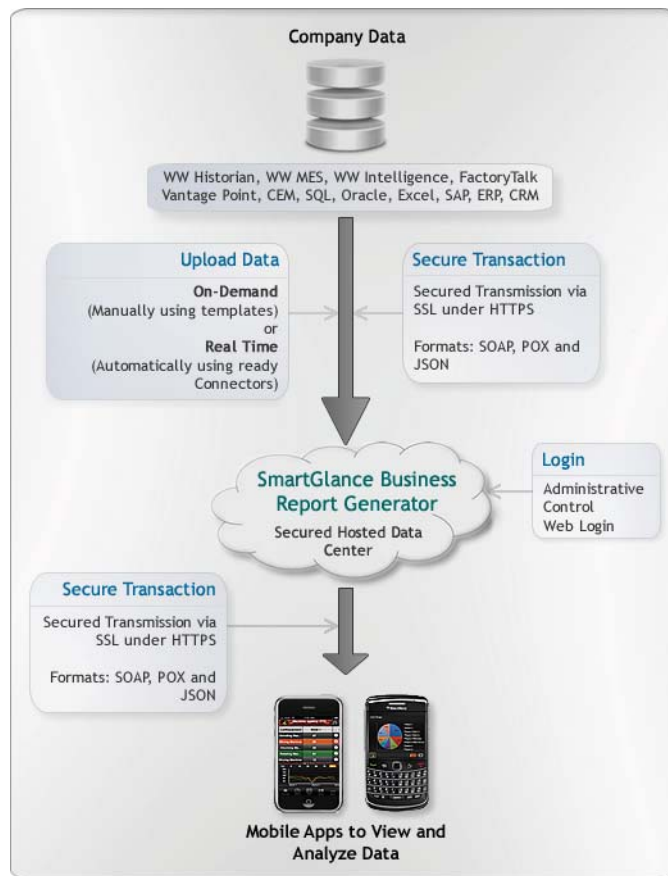 Company Data
WW Historian, WW MES, WW Intelligence, FactoryTalk
Vantage Point, CEM, SQL, Oracle, Excel, SAP, ERP, CRM
Upload Data
On-Demand
(Manually using templates)
or
Real Time
(Automatically using ready
Connectors)
Secure Transaction
Secured Transmission via
SSL under HTTPS
Formats: SOAP, POX and
JSON
SmartGlance Business
Report Generator
Secured Hosted Data
Center
Login
Administrative
Control
Web Login
Secure Transaction
Secured Transmission via
SSL under HTTPS
Formats: SOAP, POX and
JSON
Mobile Apps to View and
Analyze Data